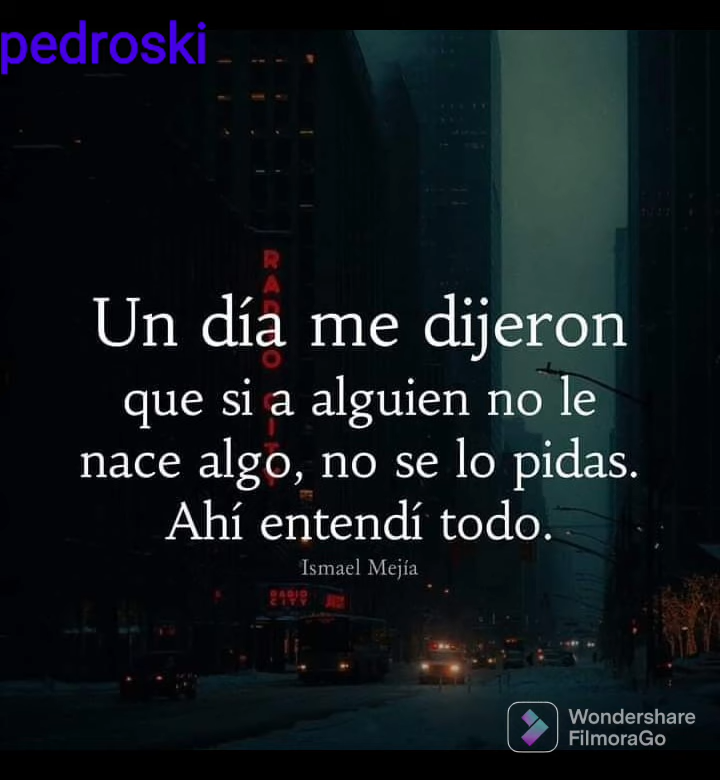 pedroski
RADIO CITY
Un día me dijeron
que si a alguien no le
nace algo, no se lo pidas.
Ahí entendí todo.
Ismael Mejía
RADIO
CITY
Wondershare
FilmoraGo